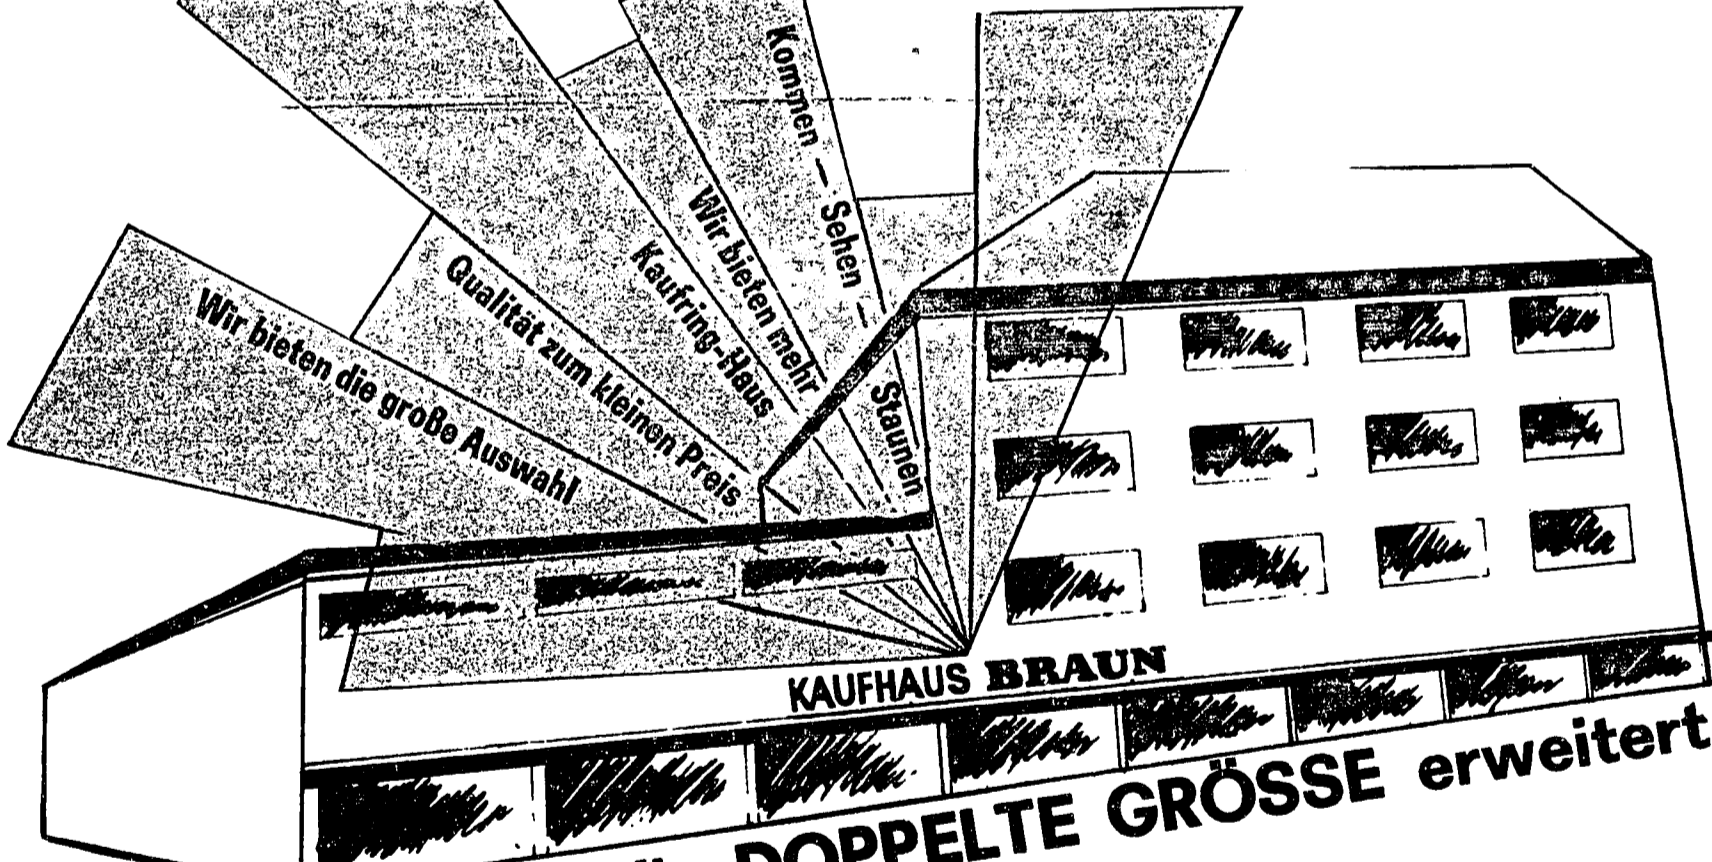 Wir bieten die große Auswahl
Qualität zum kleinen Preis
Kaufring-Haus
Wir bieten mehr
Kommen – Sehen – Staunen
KAUFHAUS BRAUN
DOPPELTE GRÖSSE erweitert